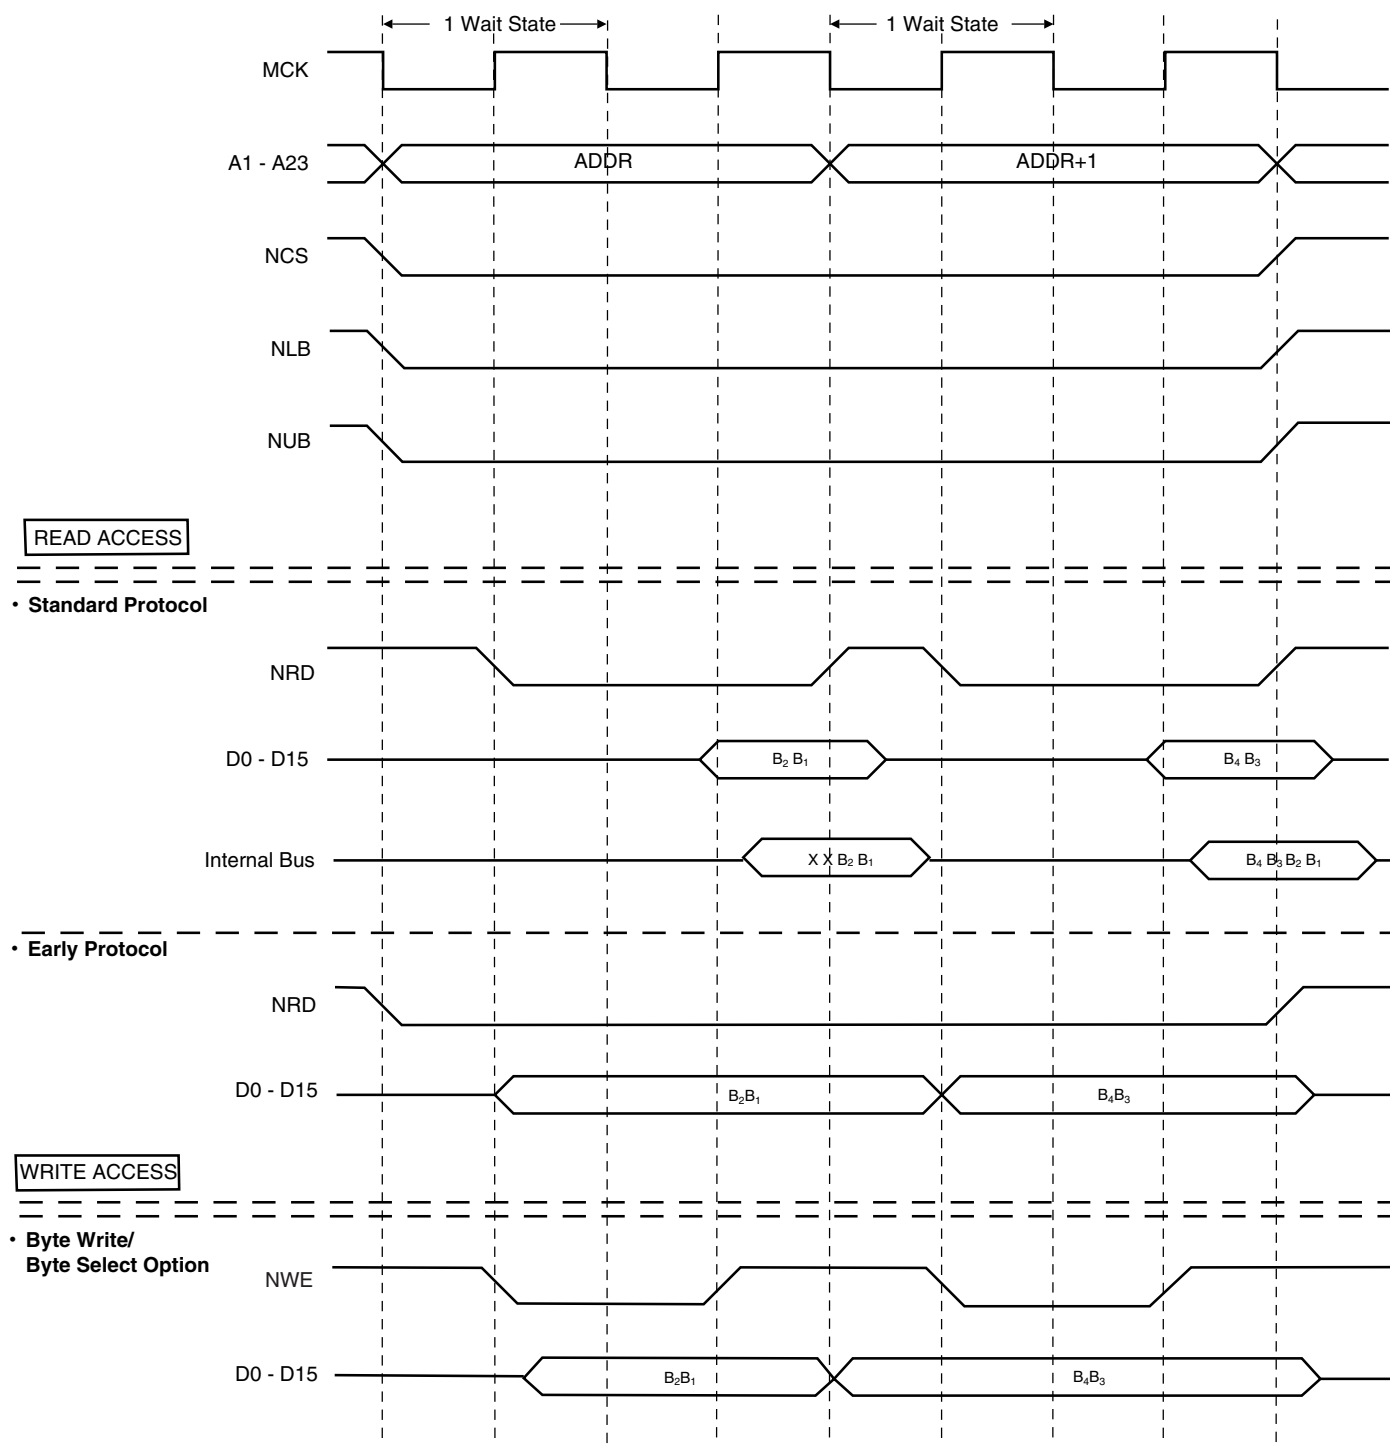 1 Wait State 1 Wait State
MCK
A1 - A23 ADDR ADDR+1
NCS
NLB
NUB
READ ACCESS
• Standard Protocol
NRD
D0 - D15 B₂ B₁ B₄ B₃
Internal Bus X X B₂ B₁ B₄ B₃ B₂ B₁
• Early Protocol
NRD
D0 - D15 B₂B₁ B₄B₃
WRITE ACCESS
• Byte Write/
Byte Select Option
NWE
D0 - D15 B₂B₁ B₄B₃